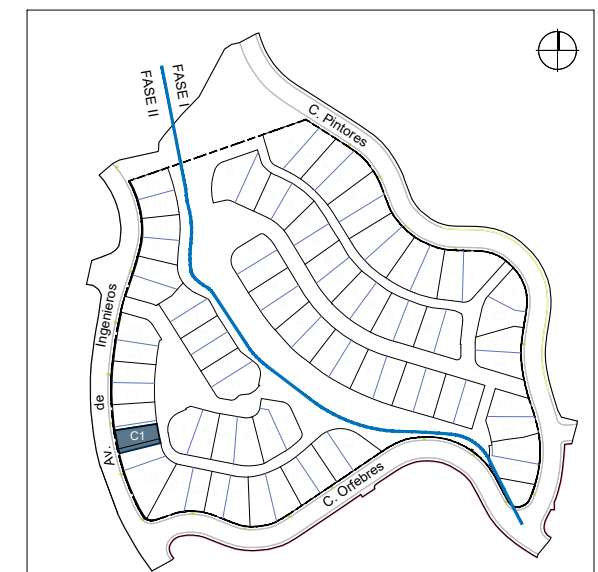 FASE I
FASE II
C. Pintores
Av. de Ingenieros
C1
C. Orfebres